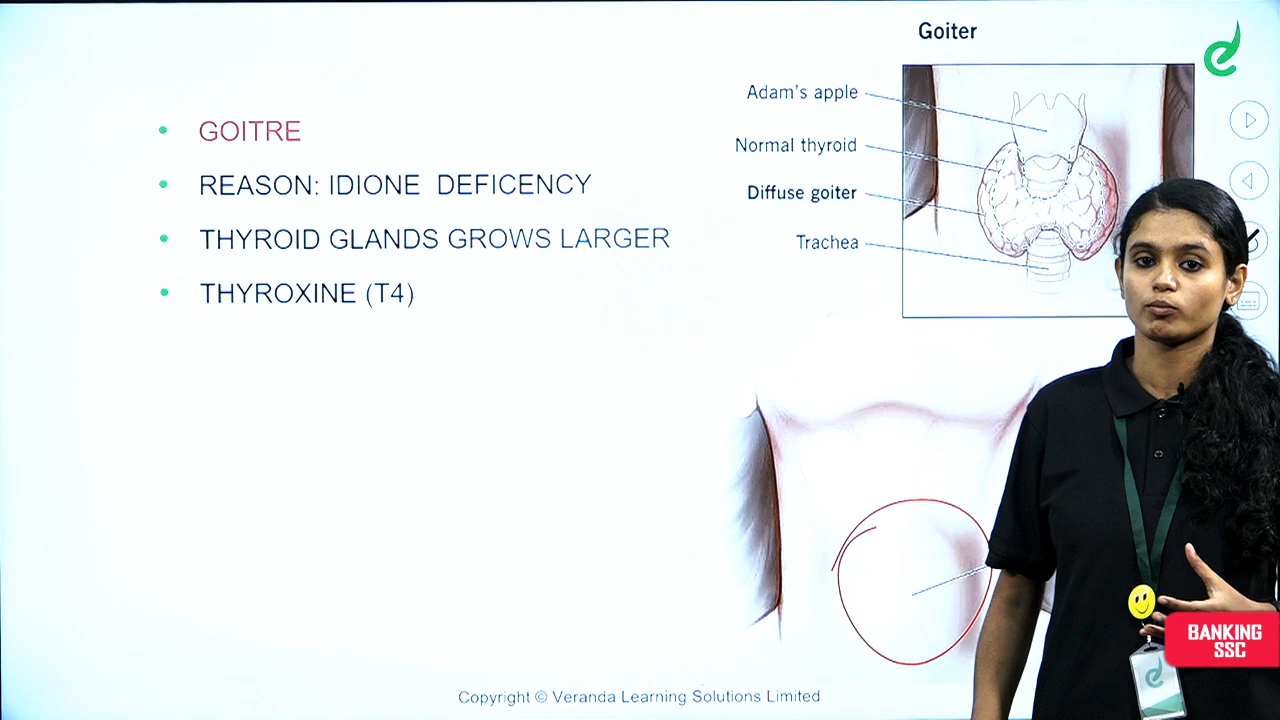 Goiter
• GOITRE
• REASON: IDIONE DEFICENCY
• THYROID GLANDS GROWS LARGER
• THYROXINE (T4)
Adam's apple
Normal thyroid
Diffuse goiter
Trachea
BANKING
SSC
Copyright © Veranda Learning Solutions Limited